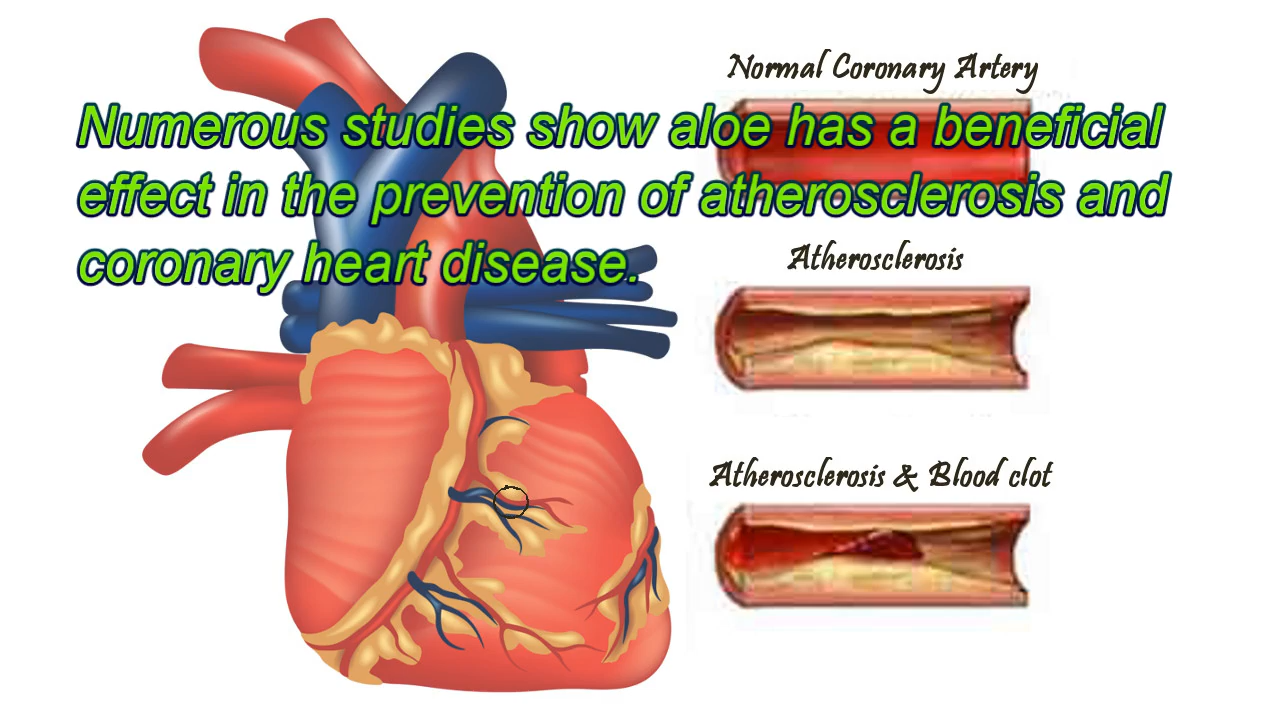 Normal Coronary Artery
Numerous studies show aloe has a beneficial
effect in the prevention of atherosclerosis and
coronary heart disease.
Atherosclerosis
Atherosclerosis & Blood clot